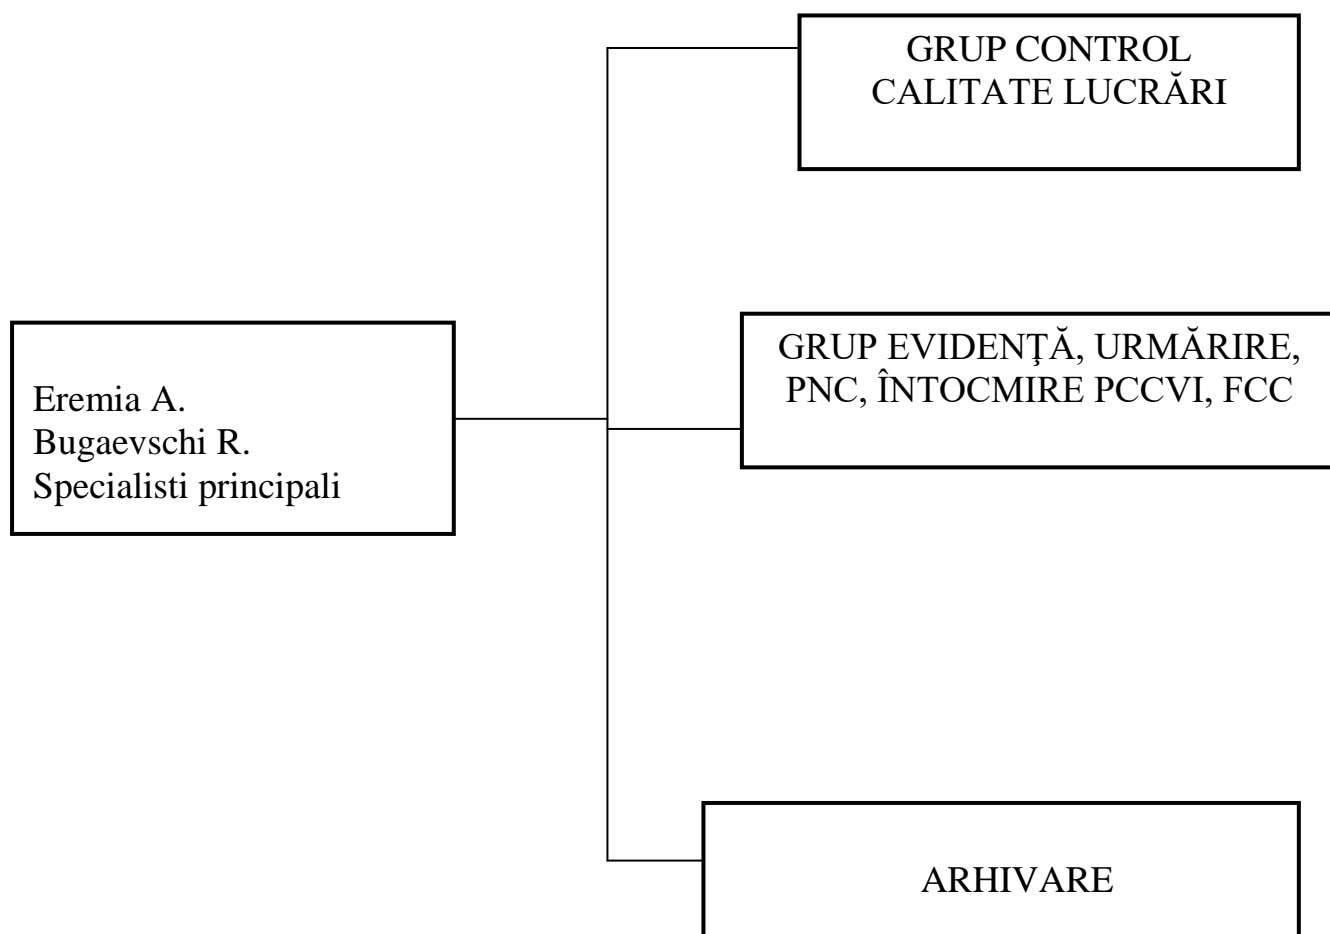 GRUP CONTROL
CALITATE LUCRĂRI
GRUP EVIDENŢĂ, URMĂRIRE,
PNC, ÎNTOCMIRE PCCVI, FCC
Eremia A.
Bugaevschi R.
Specialisti principali
ARHIVARE